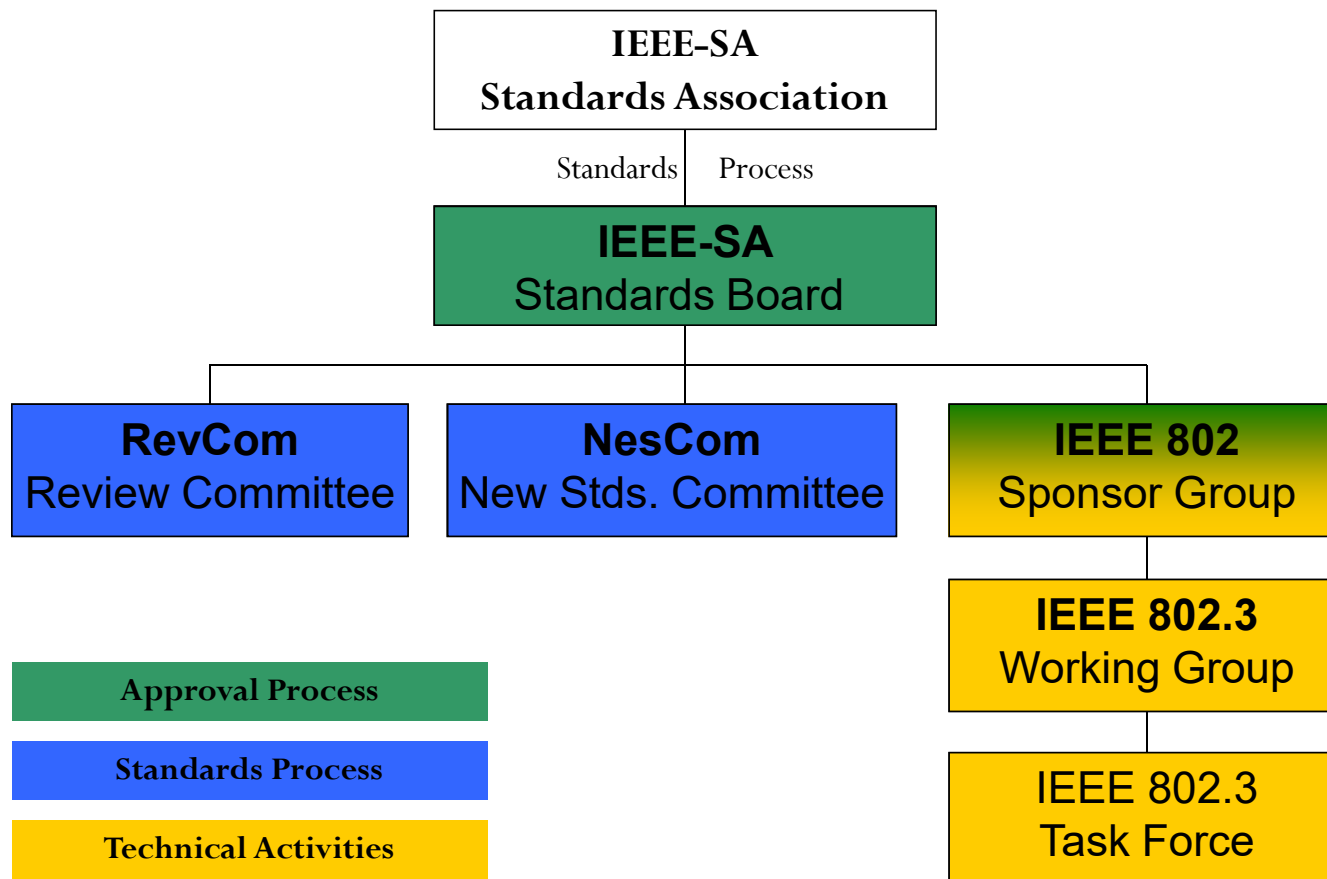 IEEE-SA
Standards Association
Standards Process
IEEE-SA
Standards Board
RevCom
Review Committee
NesCom
New Stds. Committee
IEEE 802
Sponsor Group
IEEE 802.3
Working Group
IEEE 802.3
Task Force
Approval Process
Standards Process
Technical Activities